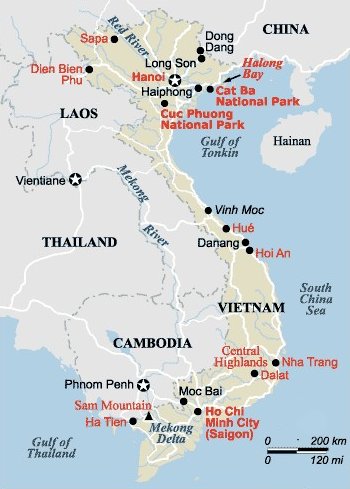 CHINA
Red River
Sapa
Dong
Dang
Long Son
Halong
Bay
Dien Bien
Phu
Hanoi
Haiphong
Cat Ba
National Park
LAOS
Cuc Phuong
National Park
Gulf of
Tonkin
Hainan
Vientiane
Mekong
River
Vinh Moc
Hué
THAILAND
Danang
Hoi An
South
China
Sea
VIETNAM
CAMBODIA
Central
Highlands
Nha Trang
Dalat
Phnom Penh
Moc Bai
Sam Mountain
Ha Tien
Ho Chi
Minh City
(Saigon)
Mekong
Delta
Gulf of
Thailand
0 200 km
0 120 mi